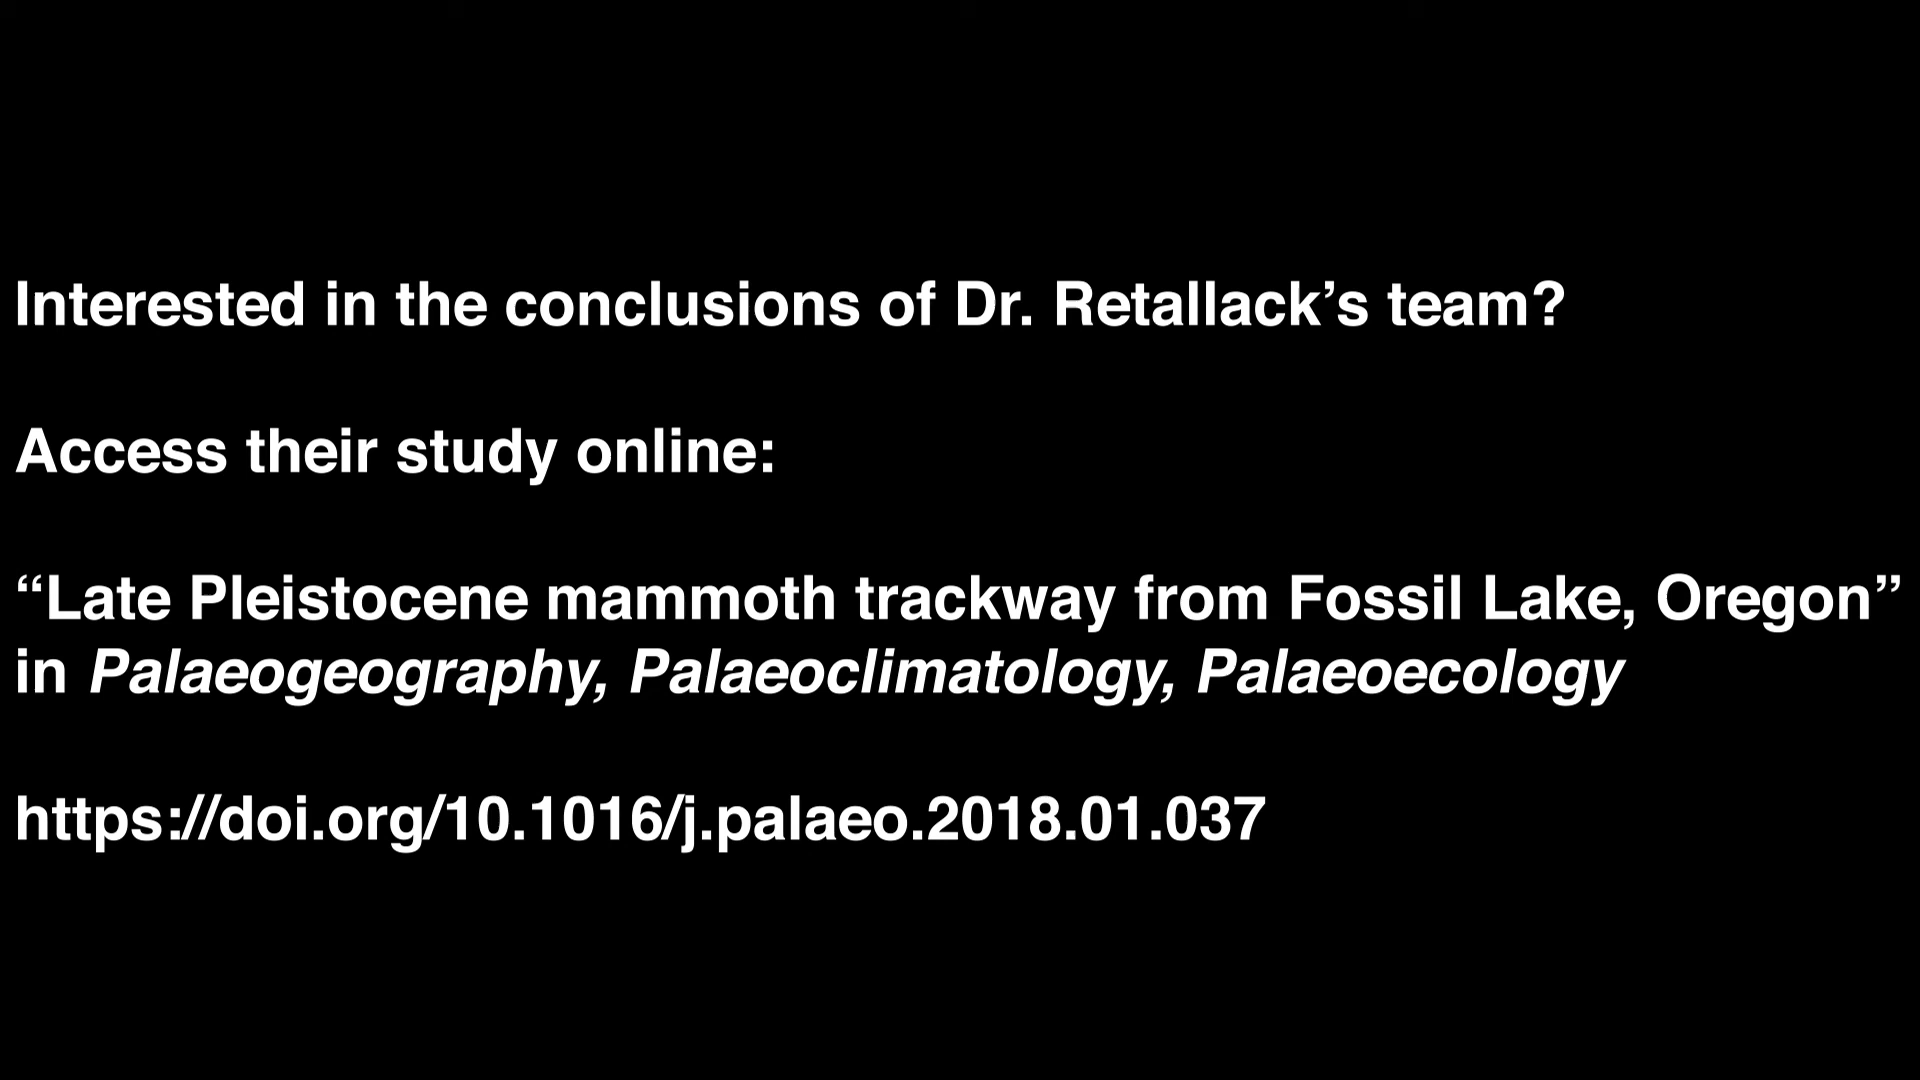 Interested in the conclusions of Dr. Retallack’s team?
Access their study online:
“Late Pleistocene mammoth trackway from Fossil Lake, Oregon”
in Palaeogeography, Palaeoclimatology, Palaeoecology
https://doi.org/10.1016/j.palaeo.2018.01.037